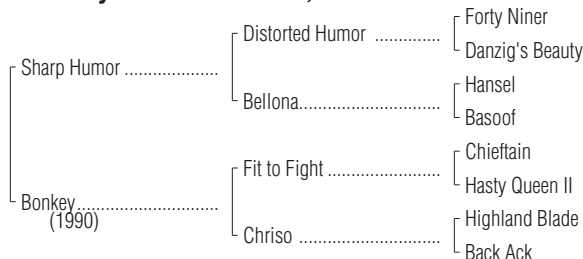 Forty Niner
Distorted Humor ..............
Danzig's Beauty
Sharp Humor ....................
Hansel
Bellona..............................
Basoof
Chieftain
Fit to Fight ........................
Hasty Queen II
Bonkey..............................
(1990)
Highland Blade
Chriso ..............................
Back Ack